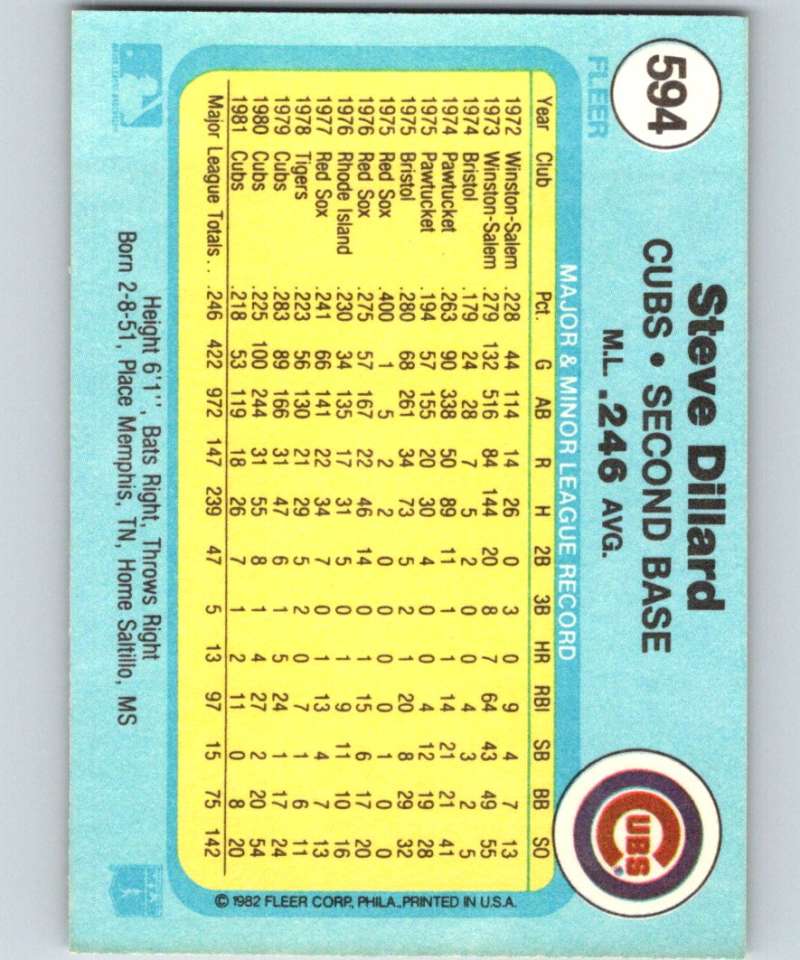 594
FLEER
Steve Dillard
CUBS • SECOND BASE
M.L. .246 AVG.
CUBS
MAJOR & MINOR LEAGUE RECORD
Year Club Pct. G AB R H 2B 3B HR RBI SB BB SO
1972 Winston-Salem .228 44 114 14 26 0 3 0 9 4 7 13
1973 Winston-Salem .279 132 516 84 144 20 8 7 64 43 49 55
1974 Bristol .179 24 28 7 5 2 0 0 4 3 2 5
1974 Pawtucket .263 90 338 50 89 11 1 1 14 21 21 41
1975 Pawtucket .194 57 155 20 30 4 0 0 4 12 19 28
1975 Bristol .280 68 261 34 73 5 2 1 20 8 29 32
1975 Red Sox .400 1 5 2 2 0 0 0 0 1 0 0
1976 Red Sox .275 57 167 22 46 14 0 1 15 6 17 20
1976 Rhode Island .230 34 135 17 31 5 0 1 9 11 10 16
1977 Red Sox .241 66 141 22 34 7 0 1 13 4 7 13
1978 Tigers .223 56 130 21 29 5 2 0 7 1 6 11
1979 Cubs .283 89 166 31 47 6 1 5 24 1 17 24
1980 Cubs .225 100 244 31 55 8 1 4 27 2 20 54
1981 Cubs .218 53 119 18 26 7 1 2 11 0 8 20
Major League Totals. . .246 422 972 147 239 47 5 13 97 15 75 142
© 1982 FLEER CORP., PHILA., PRINTED IN U.S.A.
Height 6'1'', Bats Right, Throws Right
Born 2-8-51, Place Memphis, TN, Home Saltillo, MS